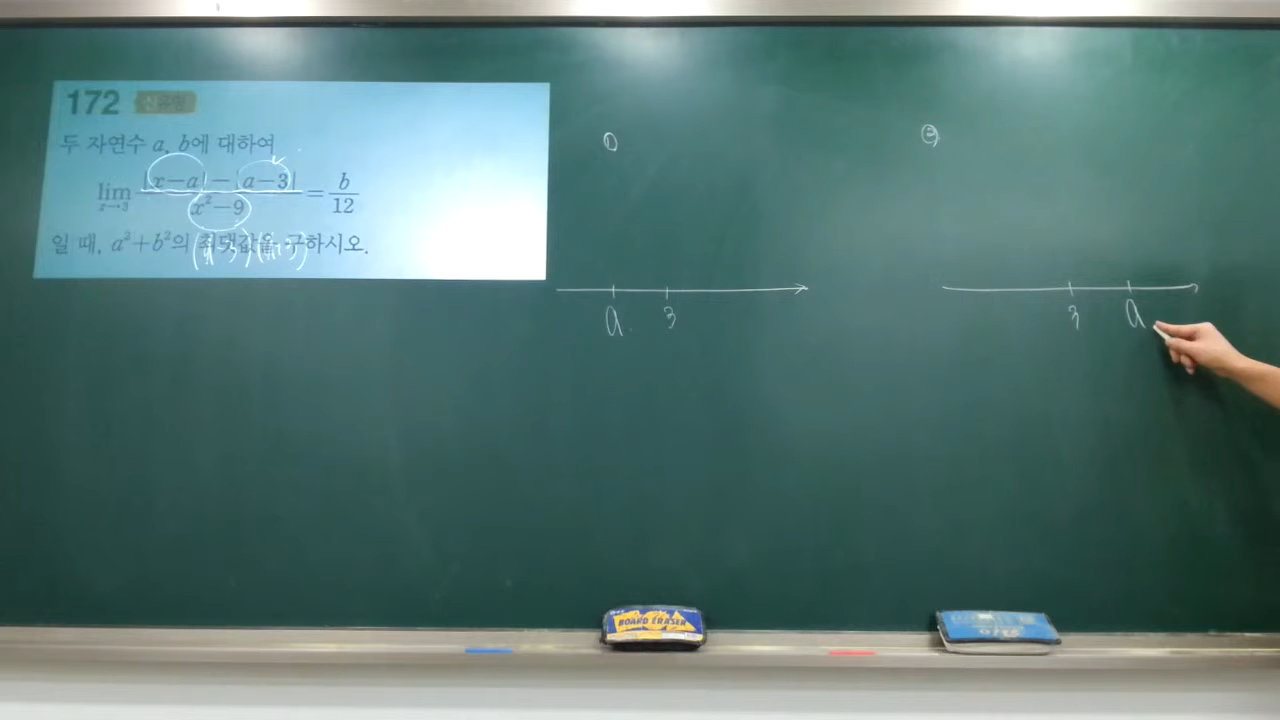 172 신유형
두 자연수 a, b에 대하여
lim x→3 |x−a|−|a−3| / x²−9 = b/12
일 때, a²+b²의 최댓값을 구하시오.
①
②
a 3
3 a
BOARD ERASER